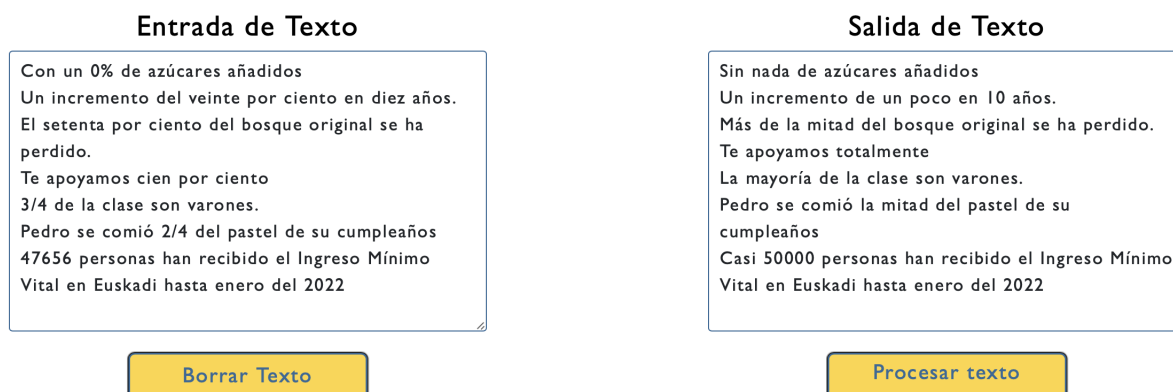 Entrada de Texto
Con un 0% de azúcares añadidos
Un incremento del veinte por ciento en diez años.
El setenta por ciento del bosque original se ha
perdido.
Te apoyamos cien por ciento
3/4 de la clase son varones.
Pedro se comió 2/4 del pastel de su cumpleaños
47656 personas han recibido el Ingreso Mínimo
Vital en Euskadi hasta enero del 2022
Borrar Texto
Salida de Texto
Sin nada de azúcares añadidos
Un incremento de un poco en 10 años.
Más de la mitad del bosque original se ha perdido.
Te apoyamos totalmente
La mayoría de la clase son varones.
Pedro se comió la mitad del pastel de su
cumpleaños
Casi 50000 personas han recibido el Ingreso Mínimo
Vital en Euskadi hasta enero del 2022
Procesar texto